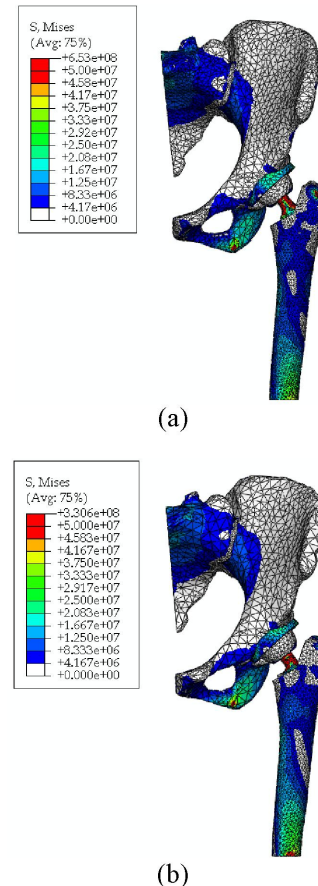 S, Mises
(Avg: 75%)
+6.53e+08
+5.00e+07
+4.58e+07
+4.17e+07
+3.75e+07
+3.33e+07
+2.92e+07
+2.50e+07
+2.08e+07
+1.67e+07
+1.25e+07
+8.33e+06
+4.17e+06
+0.00e+00
(a)
S, Mises
(Avg: 75%)
+3.306e+08
+5.000e+07
+4.583e+07
+4.167e+07
+3.750e+07
+3.333e+07
+2.917e+07
+2.500e+07
+2.083e+07
+1.667e+07
+1.250e+07
+8.333e+06
+4.167e+06
+0.000e+00
(b)